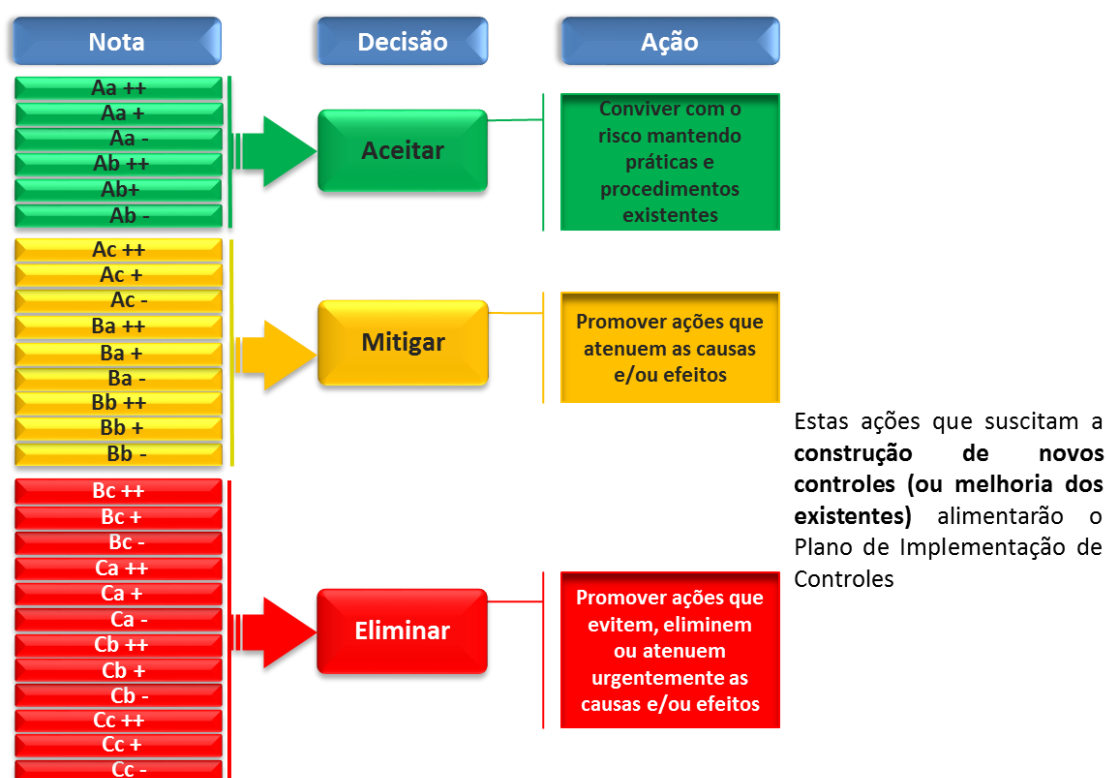 Nota
Decisão
Ação
Aa ++
Aa +
Aa -
Ab ++
Ab+
Ab -
Aceitar
Conviver com o
risco mantendo
práticas e
procedimentos
existentes
Ac ++
Ac +
Ac -
Ba ++
Ba +
Ba -
Bb ++
Bb +
Bb -
Mitigar
Promover ações que
atenuem as causas
e/ou efeitos
Bc ++
Bc +
Bc -
Ca ++
Ca +
Ca -
Cb ++
Cb +
Cb -
Cc ++
Cc +
Cc -
Eliminar
Promover ações que
evitem, eliminem
ou atenuem
urgentemente as
causas e/ou efeitos
Estas ações que suscitam a
construção de novos
controles (ou melhoria dos
existentes) alimentarão o
Plano de Implementação de
Controles